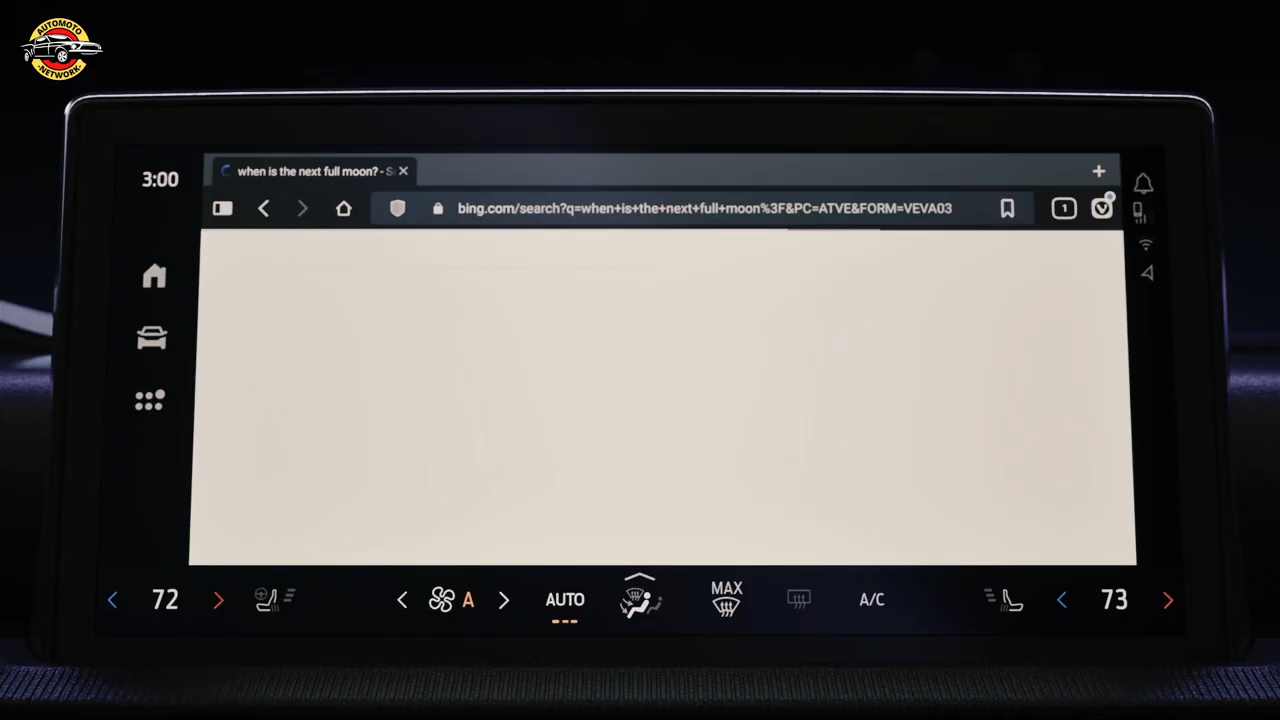 AUTOMOTO
NETWORK
3:00
when is the next full moon? - S
bing.com/search?q=when+is+the+next+full+moon%3F&PC=ATVE&FORM=VEVA03
1
72
A
AUTO
MAX
A/C
73